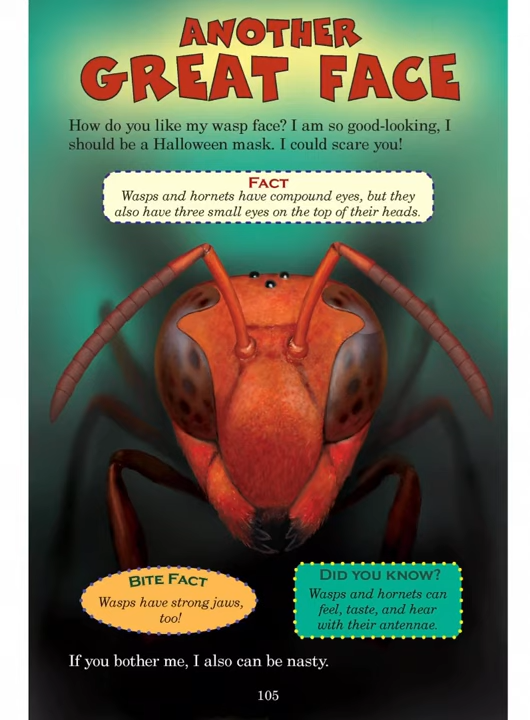 ANOTHER
GREAT FACE
How do you like my wasp face? I am so good-looking, I
should be a Halloween mask. I could scare you!
FACT
Wasps and hornets have compound eyes, but they
also have three small eyes on the top of their heads.
BITE FACT
Wasps have strong jaws,
too!
DID YOU KNOW?
Wasps and hornets can
feel, taste, and hear
with their antennae.
If you bother me, I also can be nasty.
105